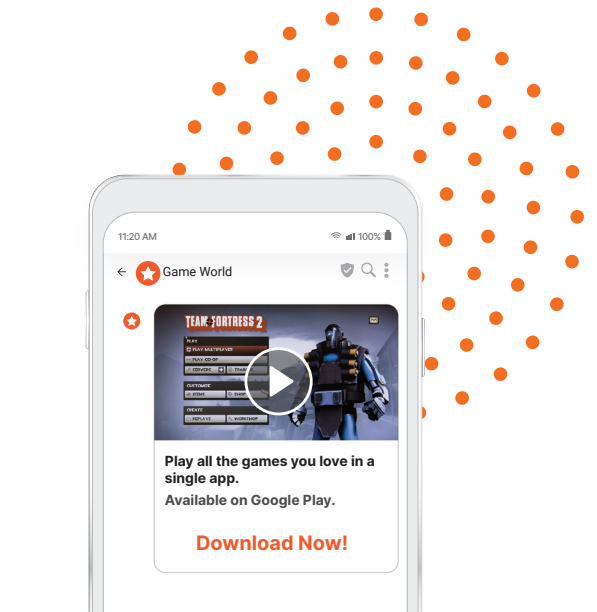 11:20 AM
100%
Game World
TEAM FORTRESS 2
PLAY
PLAY MULTIPLAYER
PLAY CO-OP
SERVERS
CUSTOMIZE
ITEMS
SHOP
CREATE
REPLAYS
WORKSHOP
Play all the games you love in a
single app.
Available on Google Play.
Download Now!